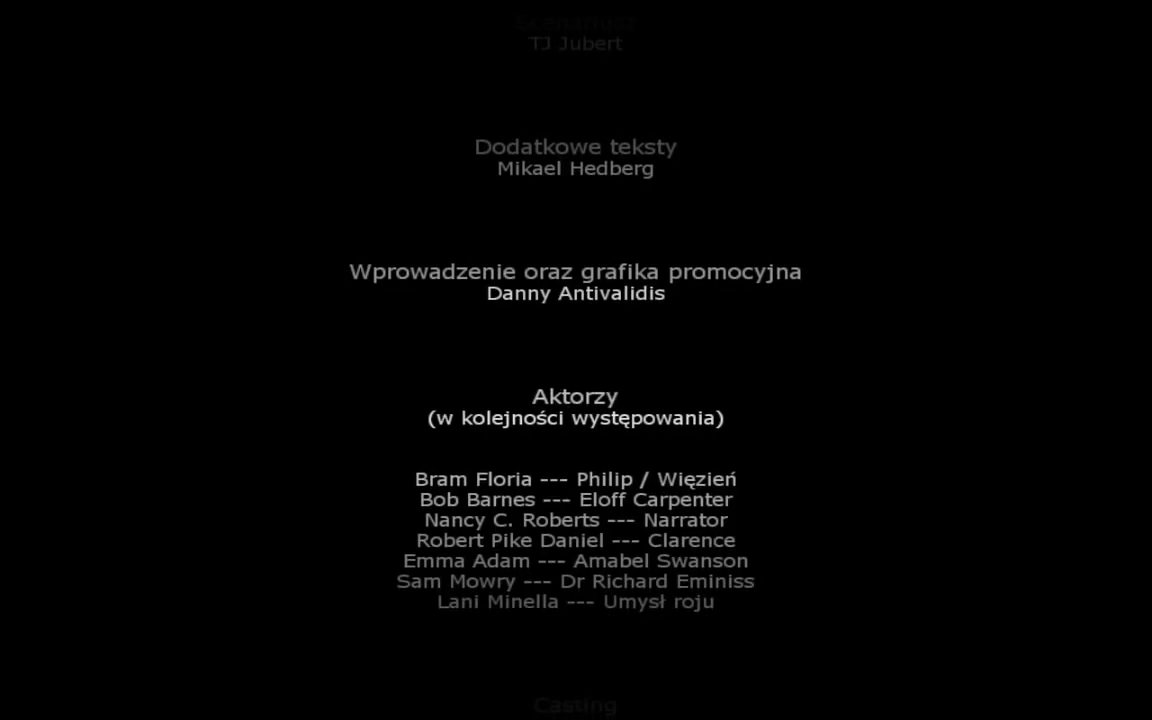 Scenariusz
TJ Jubert
Dodatkowe teksty
Mikael Hedberg
Wprowadzenie oraz grafika promocyjna
Danny Antivalidis
Aktorzy
(w kolejności występowania)
Bram Floria --- Philip / Więzień
Bob Barnes --- Eloff Carpenter
Nancy C. Roberts --- Narrator
Robert Pike Daniel --- Clarence
Emma Adam --- Amabel Swanson
Sam Mowry --- Dr Richard Eminiss
Lani Minella --- Umysł roju
Casting